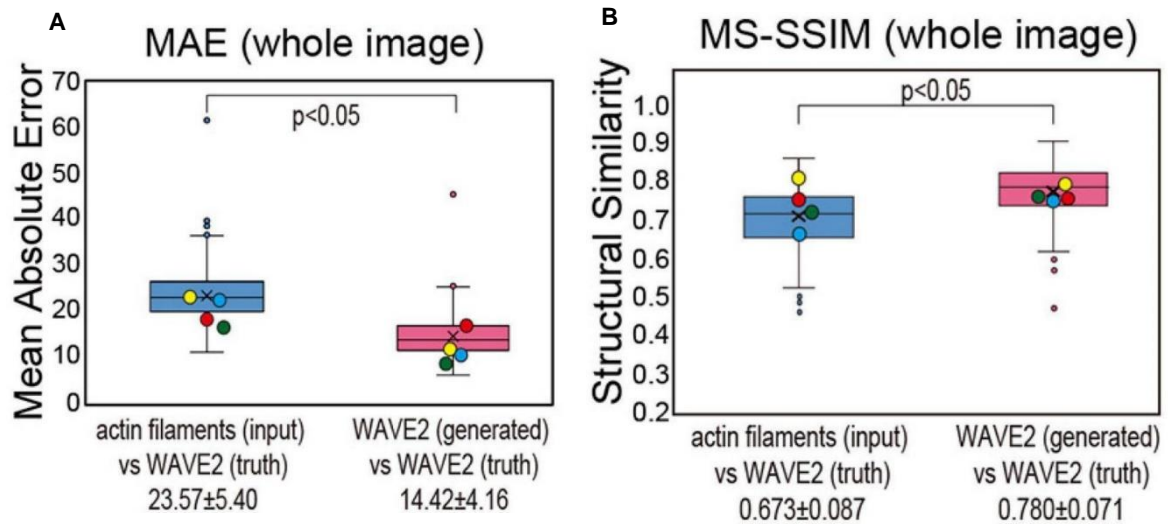 A
MAE (whole image)
Mean Absolute Error
70
60
50
40
30
20
10
0
p<0.05
actin filaments (input)
vs WAVE2 (truth)
23.57±5.40
WAVE2 (generated)
vs WAVE2 (truth)
14.42±4.16
B
MS-SSIM (whole image)
Structural Similarity
1.0
0.9
0.8
0.7
0.6
0.5
0.4
0.3
0.2
p<0.05
actin filaments (input)
vs WAVE2 (truth)
0.673±0.087
WAVE2 (generated)
vs WAVE2 (truth)
0.780±0.071